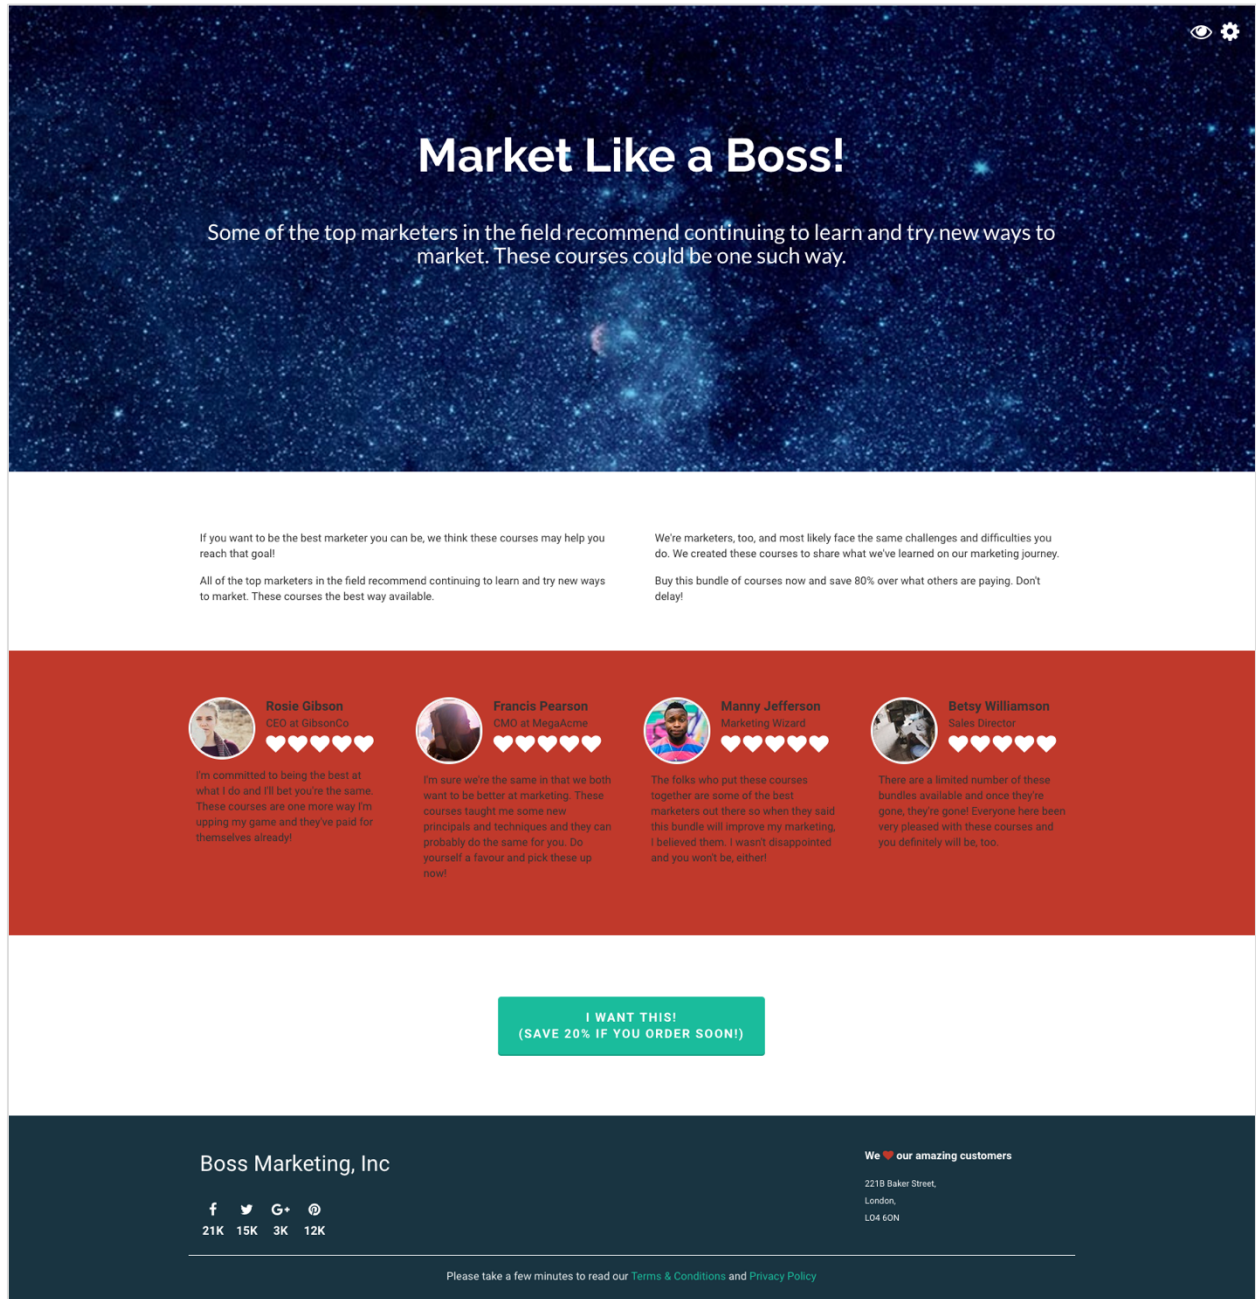 Market Like a Boss!
Some of the top marketers in the field recommend continuing to learn and try new ways to
market. These courses could be one such way.
If you want to be the best marketer you can be, we think these courses may help you
reach that goal!
All of the top marketers in the field recommend continuing to learn and try new ways
to market. These courses the best way available.
We're marketers, too, and most likely face the same challenges and difficulties you
do. We created these courses to share what we've learned on our marketing journey.
Buy this bundle of courses now and save 80% over what others are paying. Don't
delay!
Rosie Gibson
CEO at GibsonCo
I'm committed to being the best at
what I do and I'll bet you're the same.
These courses are one more way I'm
upping my game and they've paid for
themselves already!
Francis Pearson
CMO at MegaAcme
I'm sure we're the same in that we both
want to be better at marketing. These
courses taught me some new
principals and techniques and they can
probably do the same for you. Do
yourself a favour and pick these up
now!
Manny Jefferson
Marketing Wizard
The folks who put these courses
together are some of the best
marketers out there so when they said
this bundle will improve my marketing,
I believed them. I wasn't disappointed
and you won't be, either!
Betsy Williamson
Sales Director
There are a limited number of these
bundles available and once they're
gone, they're gone! Everyone here been
very pleased with these courses and
you definitely will be, too.
I WANT THIS!
(SAVE 20% IF YOU ORDER SOON!)
Boss Marketing, Inc
21K 15K 3K 12K
We ❤ our amazing customers
221B Baker Street,
London,
LO4 6ON
Please take a few minutes to read our Terms & Conditions and Privacy Policy